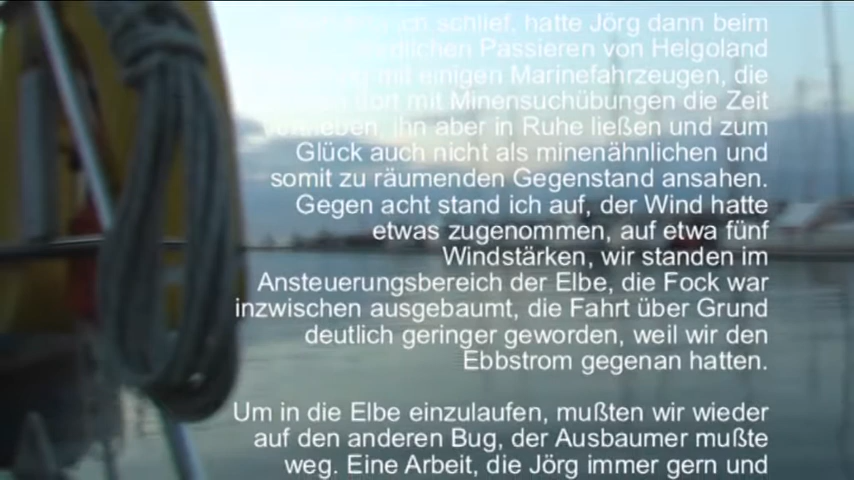 schlief, hatte Jörg dann beim
Passieren von Helgoland
mit einigen Marinefahrzeugen, die
dort mit Minensuchübungen die Zeit
ihn aber in Ruhe ließen und zum
Glück auch nicht als minenähnlichen und
somit zu räumenden Gegenstand ansahen.
Gegen acht stand ich auf, der Wind hatte
etwas zugenommen, auf etwa fünf
Windstärken, wir standen im
Ansteuerungsbereich der Elbe, die Fock war
inzwischen ausgebaumt, die Fahrt über Grund
deutlich geringer geworden, weil wir den
Ebbstrom gegenan hatten.
Um in die Elbe einzulaufen, mußten wir wieder
auf den anderen Bug, der Ausbaumer mußte
weg. Eine Arbeit, die Jörg immer gern und